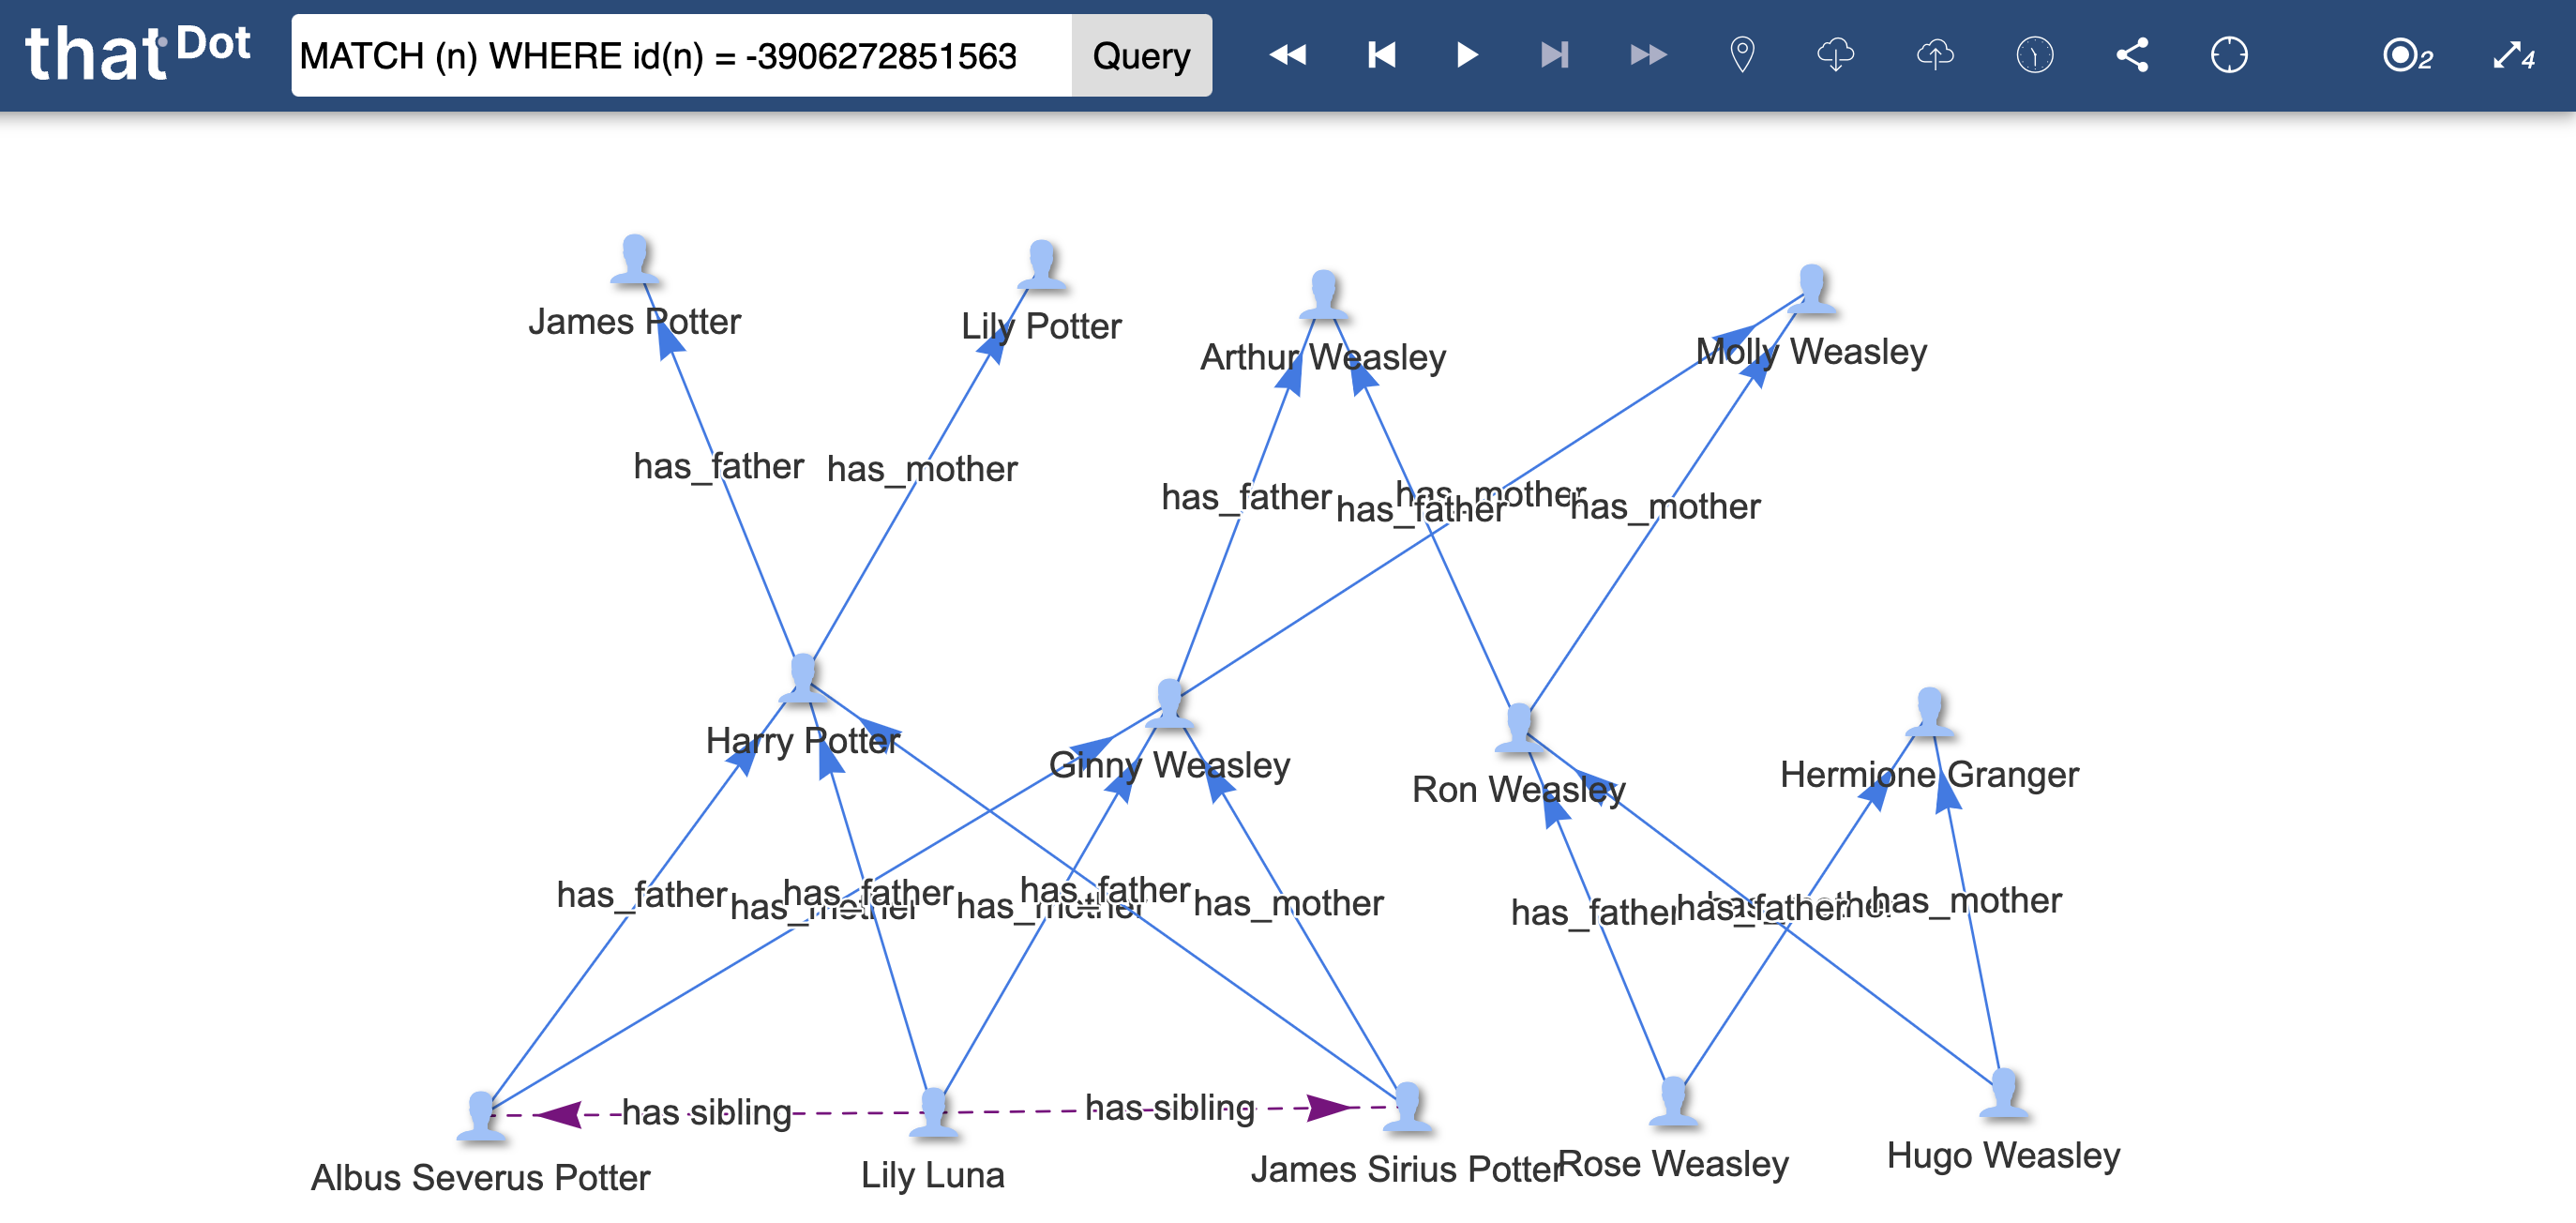 thatDot
MATCH (n) WHERE id(n) = -3906272851563
Query
2
4
James Potter
Lily Potter
Arthur Weasley
Molly Weasley
has_father
has_mother
has_father
has_father
has_mother
has_mother
Harry Potter
Ginny Weasley
Ron Weasley
Hermione Granger
has_father
has_mother
has_father
has_mother
has_father
has_mother
has_father
has_father
has_mother
has sibling
has sibling
Albus Severus Potter
Lily Luna
James Sirius Potter
Rose Weasley
Hugo Weasley